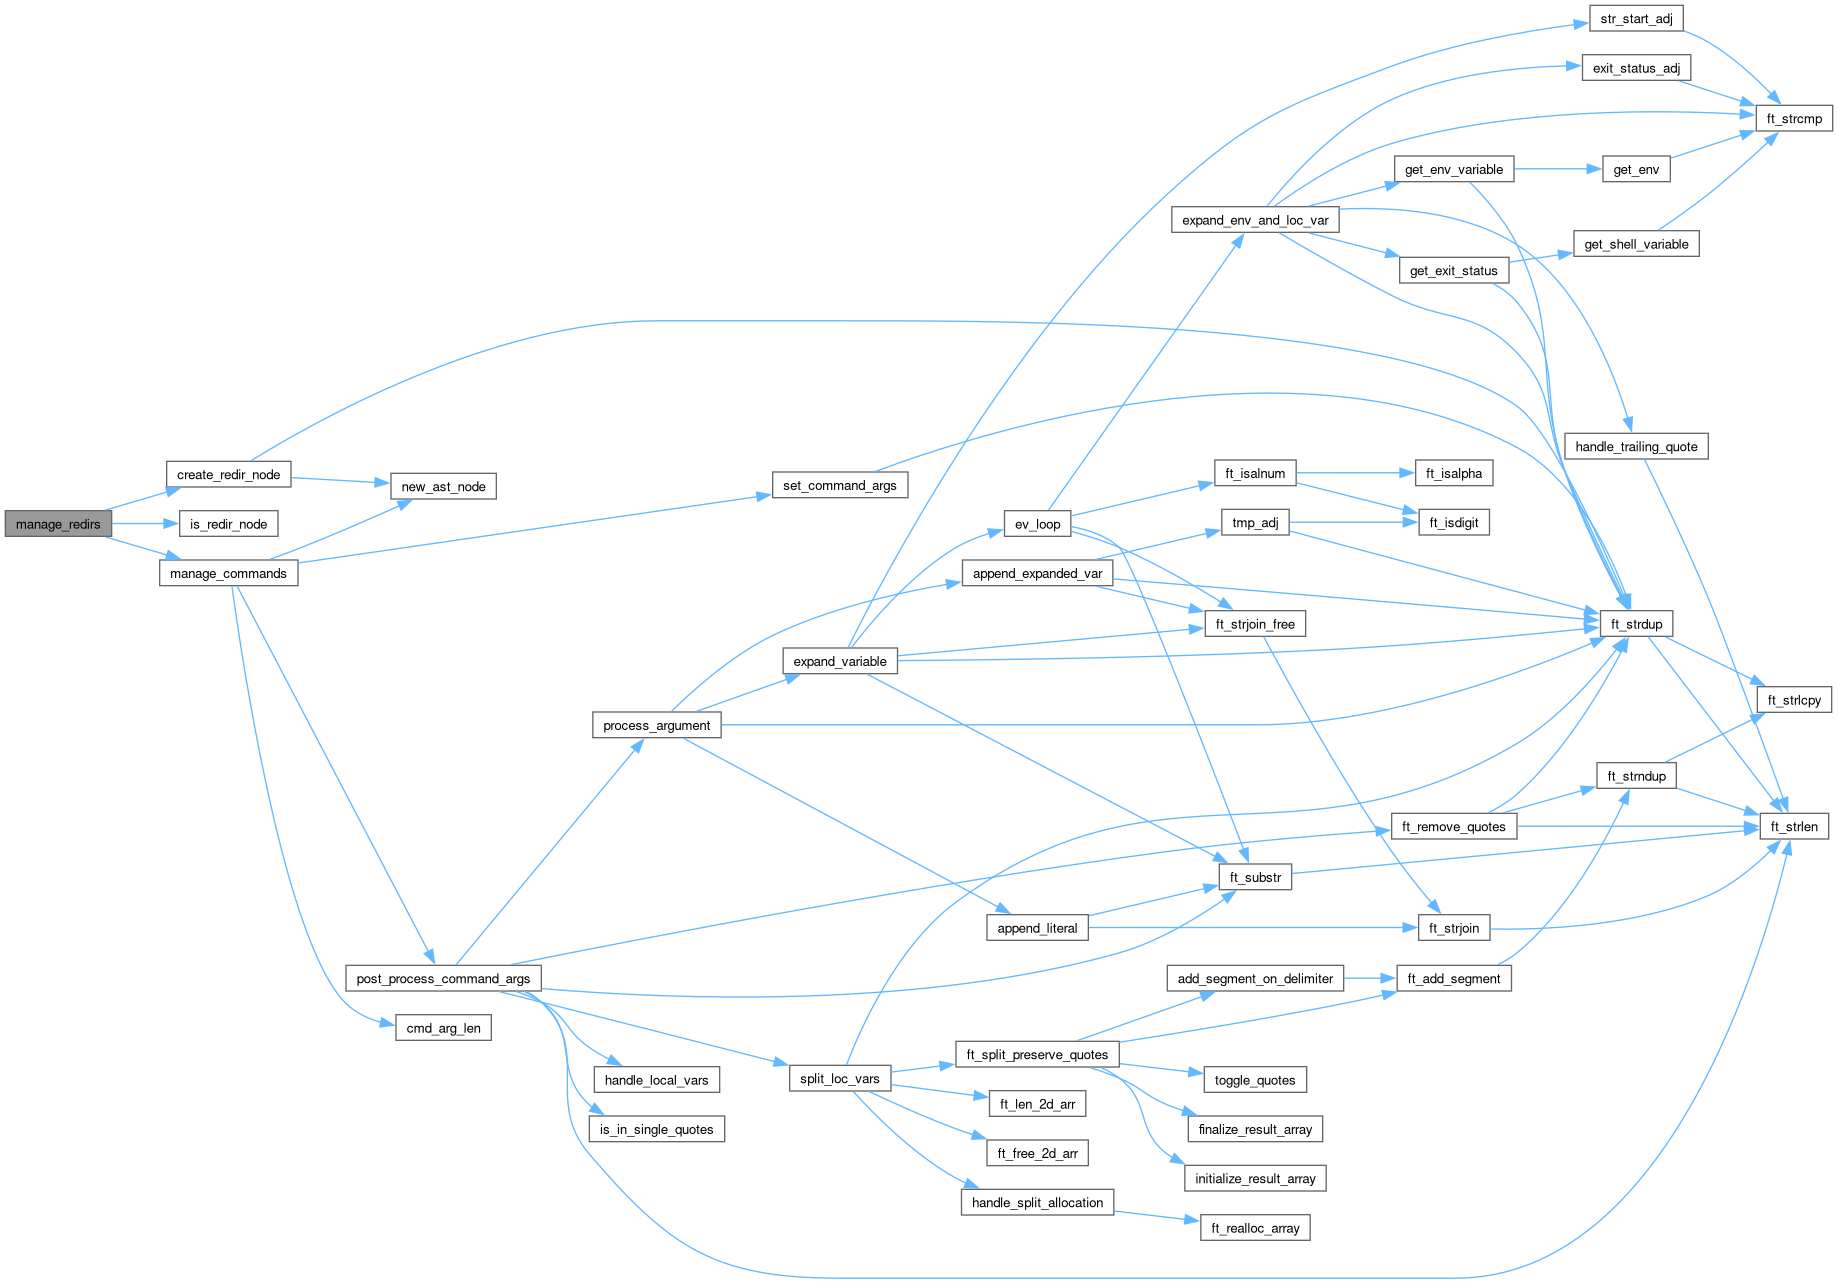 str_start_adj
exit_status_adj
ft_strcmp
get_env_variable
get_env
expand_env_and_loc_var
get_shell_variable
get_exit_status
handle_trailing_quote
create_redir_node
new_ast_node
set_command_args
ft_isalnum
ft_isalpha
manage_redirs
is_redir_node
ev_loop
tmp_adj
ft_isdigit
manage_commands
append_expanded_var
ft_strjoin_free
ft_strdup
expand_variable
ft_strlcpy
process_argument
ft_strndup
ft_remove_quotes
ft_strlen
ft_substr
append_literal
ft_strjoin
post_process_command_args
add_segment_on_delimiter
ft_add_segment
cmd_arg_len
ft_split_preserve_quotes
handle_local_vars
split_loc_vars
toggle_quotes
ft_len_2d_arr
is_in_single_quotes
finalize_result_array
ft_free_2d_arr
initialize_result_array
handle_split_allocation
ft_realloc_array